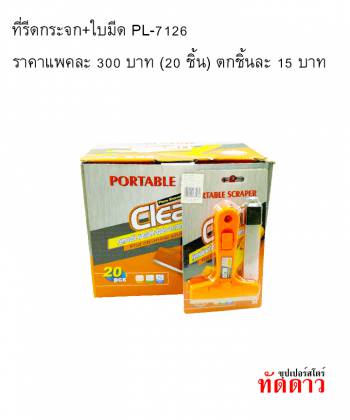 ที่รีดกระจก+ใบมีด PL-7126
ราคาแพคละ 300 บาท (20 ชิ้น) ตกชิ้นละ 15 บาท
PORTABLE
Clea
20
PCS
PORTABLE SCRAPER
ซุปเปอร์สโตร์
ทัดดาว